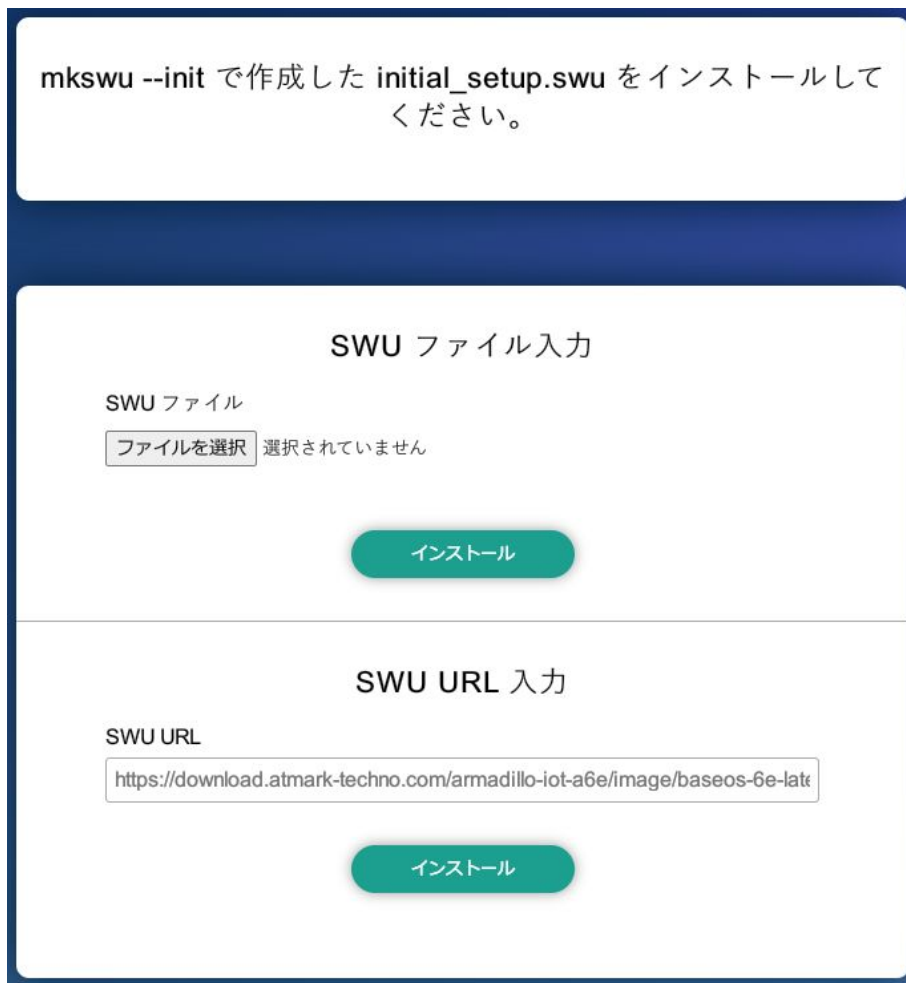 mkswu --init で作成した initial_setup.swu をインストールして
ください。
SWU ファイル入力
SWU ファイル
ファイルを選択 選択されていません
インストール
SWU URL 入力
SWU URL
https://download.atmark-techno.com/armadillo-iot-a6e/image/baseos-6e-late
インストール